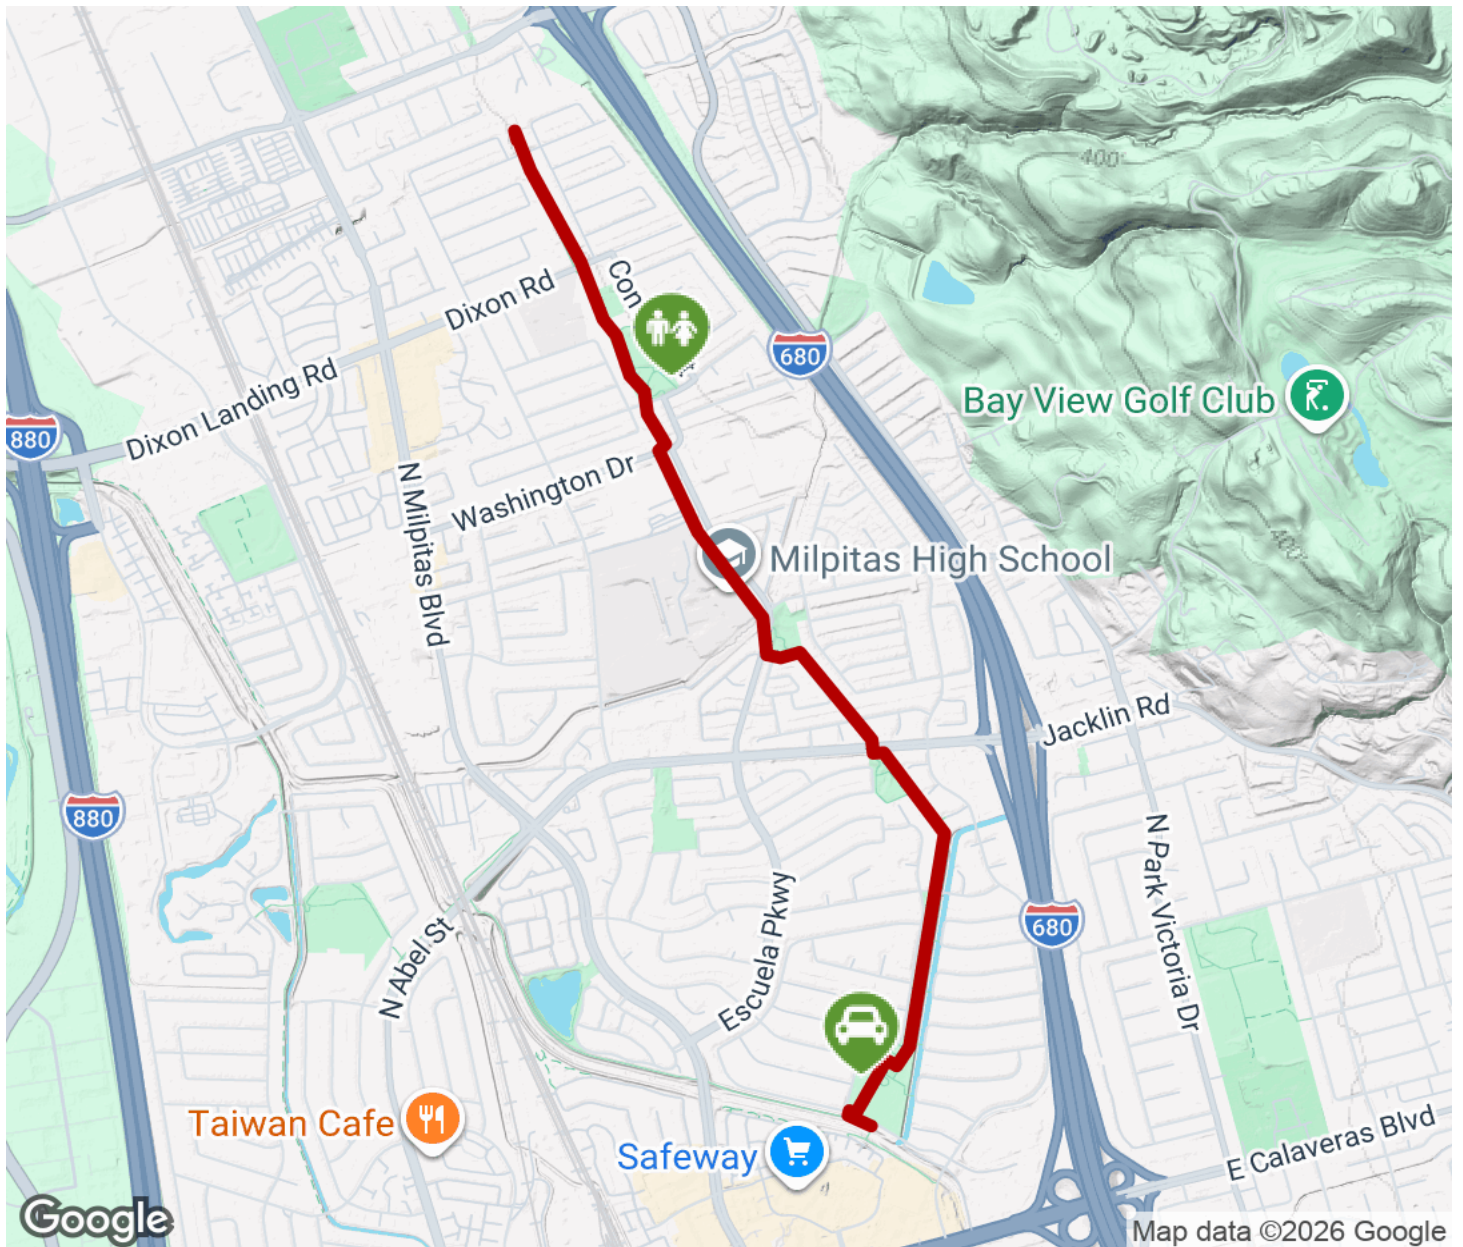 400
Con
Dixon Rd
680
Dixon Landing Rd
Bay View Golf Club
880
N Milpitas Blvd
Washington Dr
Milpitas High School
400
Jacklin Rd
880
N Park Victoria Dr
680
Escuela Pkwy
N Abel St
Taiwan Cafe
Safeway
E Calaveras Blvd
Google
Map data ©2026 Google